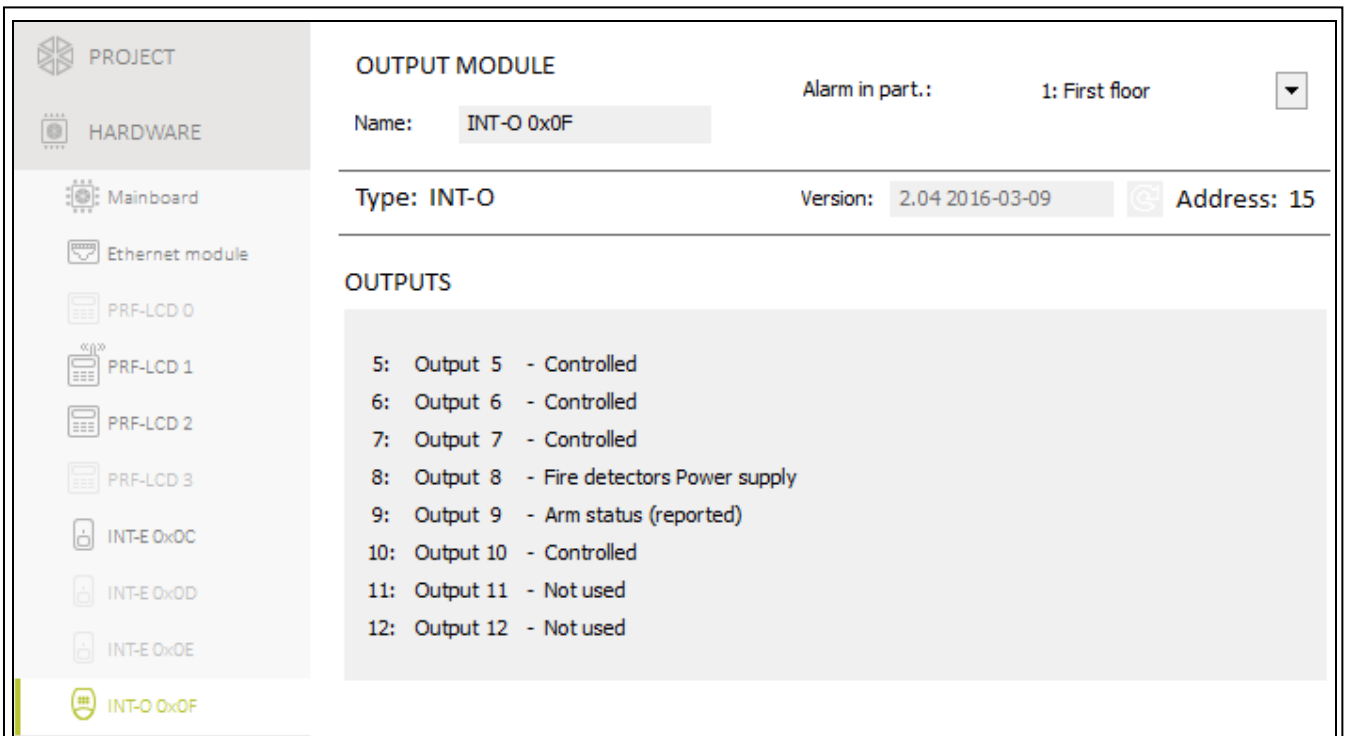 PROJECT
HARDWARE
Mainboard
Ethernet module
PRF-LCD 0
PRF-LCD 1
PRF-LCD 2
PRF-LCD 3
INT-E 0x0C
INT-E 0x0D
INT-E 0x0E
INT-O 0x0F
OUTPUT MODULE
Alarm in part.: 1: First floor
Name: INT-O 0x0F
Type: INT-O Version: 2.04 2016-03-09 Address: 15
OUTPUTS
5: Output 5 - Controlled
6: Output 6 - Controlled
7: Output 7 - Controlled
8: Output 8 - Fire detectors Power supply
9: Output 9 - Arm status (reported)
10: Output 10 - Controlled
11: Output 11 - Not used
12: Output 12 - Not used